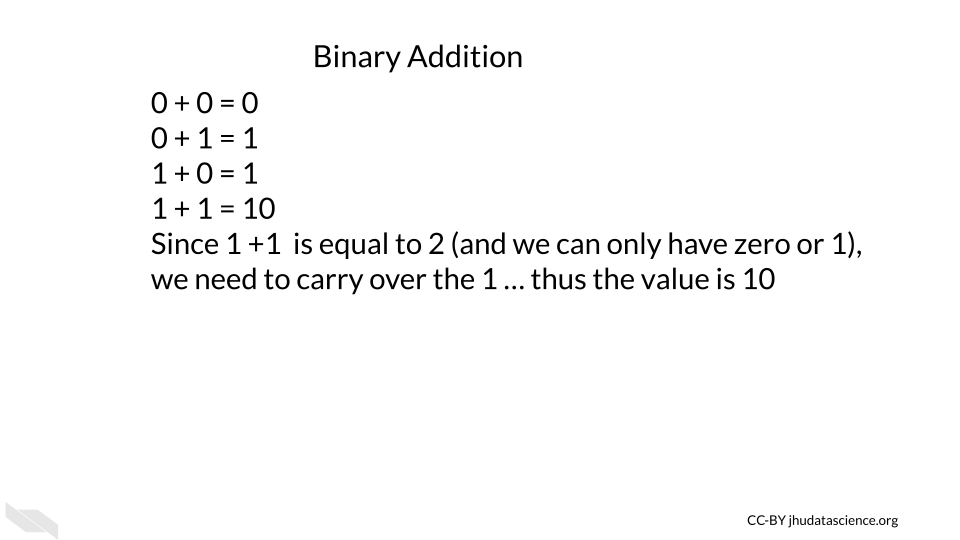 Binary Addition
0 + 0 = 0
0 + 1 = 1
1 + 0 = 1
1 + 1 = 10
Since 1 +1  is equal to 2 (and we can only have zero or 1),
we need to carry over the 1 … thus the value is 10
CC-BY jhudatascience.org